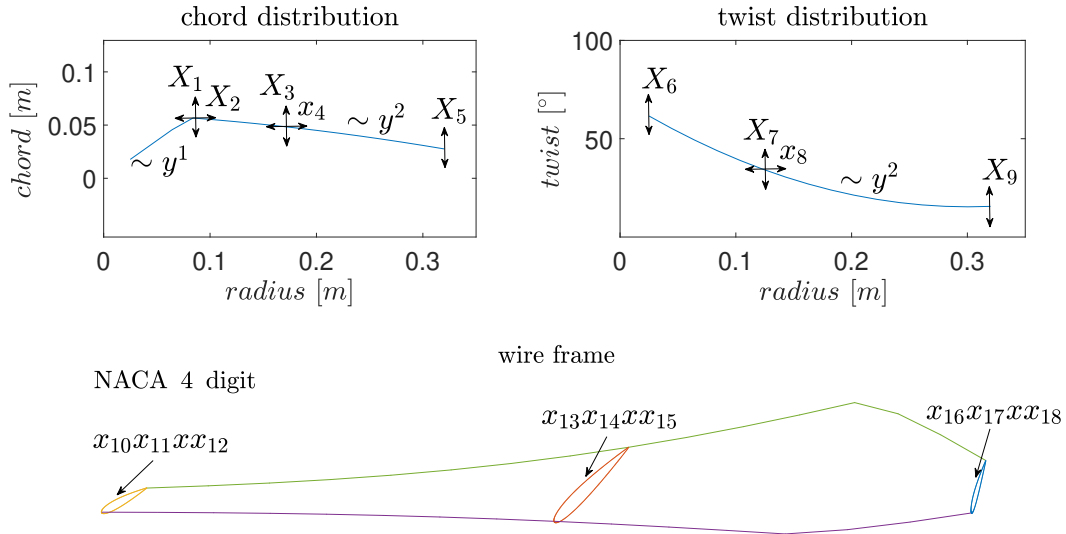 chord distribution
chord [m]
0.1
0.05
0
X₁
X₂
X₃
x₄
X₅
∼ y¹
∼ y²
0
0.1
0.2
0.3
radius [m]
twist distribution
twist [°]
100
50
X₆
X₇
x₈
X₉
∼ y²
0
0.1
0.2
0.3
radius [m]
wire frame
NACA 4 digit
x₁₀x₁₁xx₁₂
x₁₃x₁₄xx₁₅
x₁₆x₁₇xx₁₈